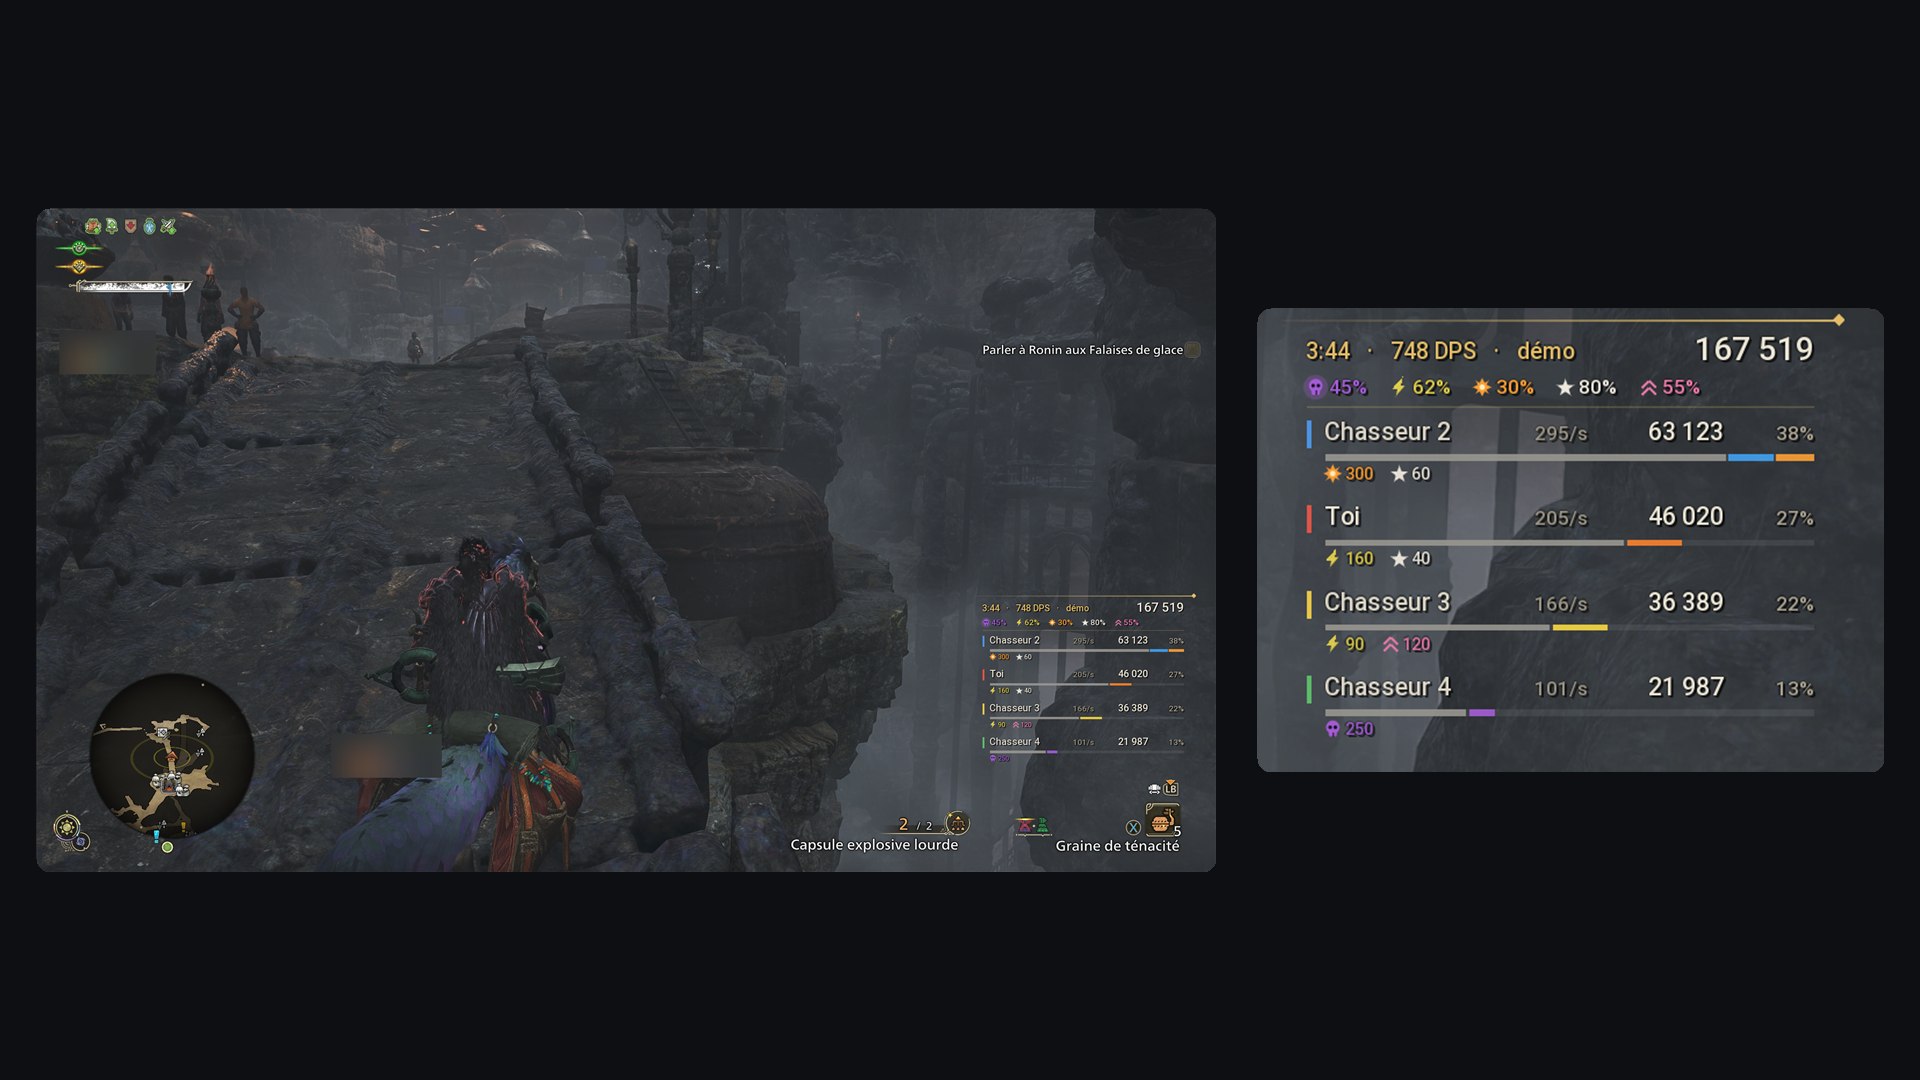 Parler à Ronin aux Falaises de glace
3:44 · 748 DPS · démo 167 519
45% 62% 30% 80% 55%
Chasseur 2 295/s 63 123 38%
300 60
Toi 205/s 46 020 27%
160 40
Chasseur 3 166/s 36 389 22%
90 120
Chasseur 4 101/s 21 987 13%
250
LB
2 / 2
X 5
Capsule explosive lourde
Graine de ténacité
3:44 · 748 DPS · démo 167 519
45% 62% 30% 80% 55%
Chasseur 2 295/s 63 123 38%
300 60
Toi 205/s 46 020 27%
160 40
Chasseur 3 166/s 36 389 22%
90 120
Chasseur 4 101/s 21 987 13%
250